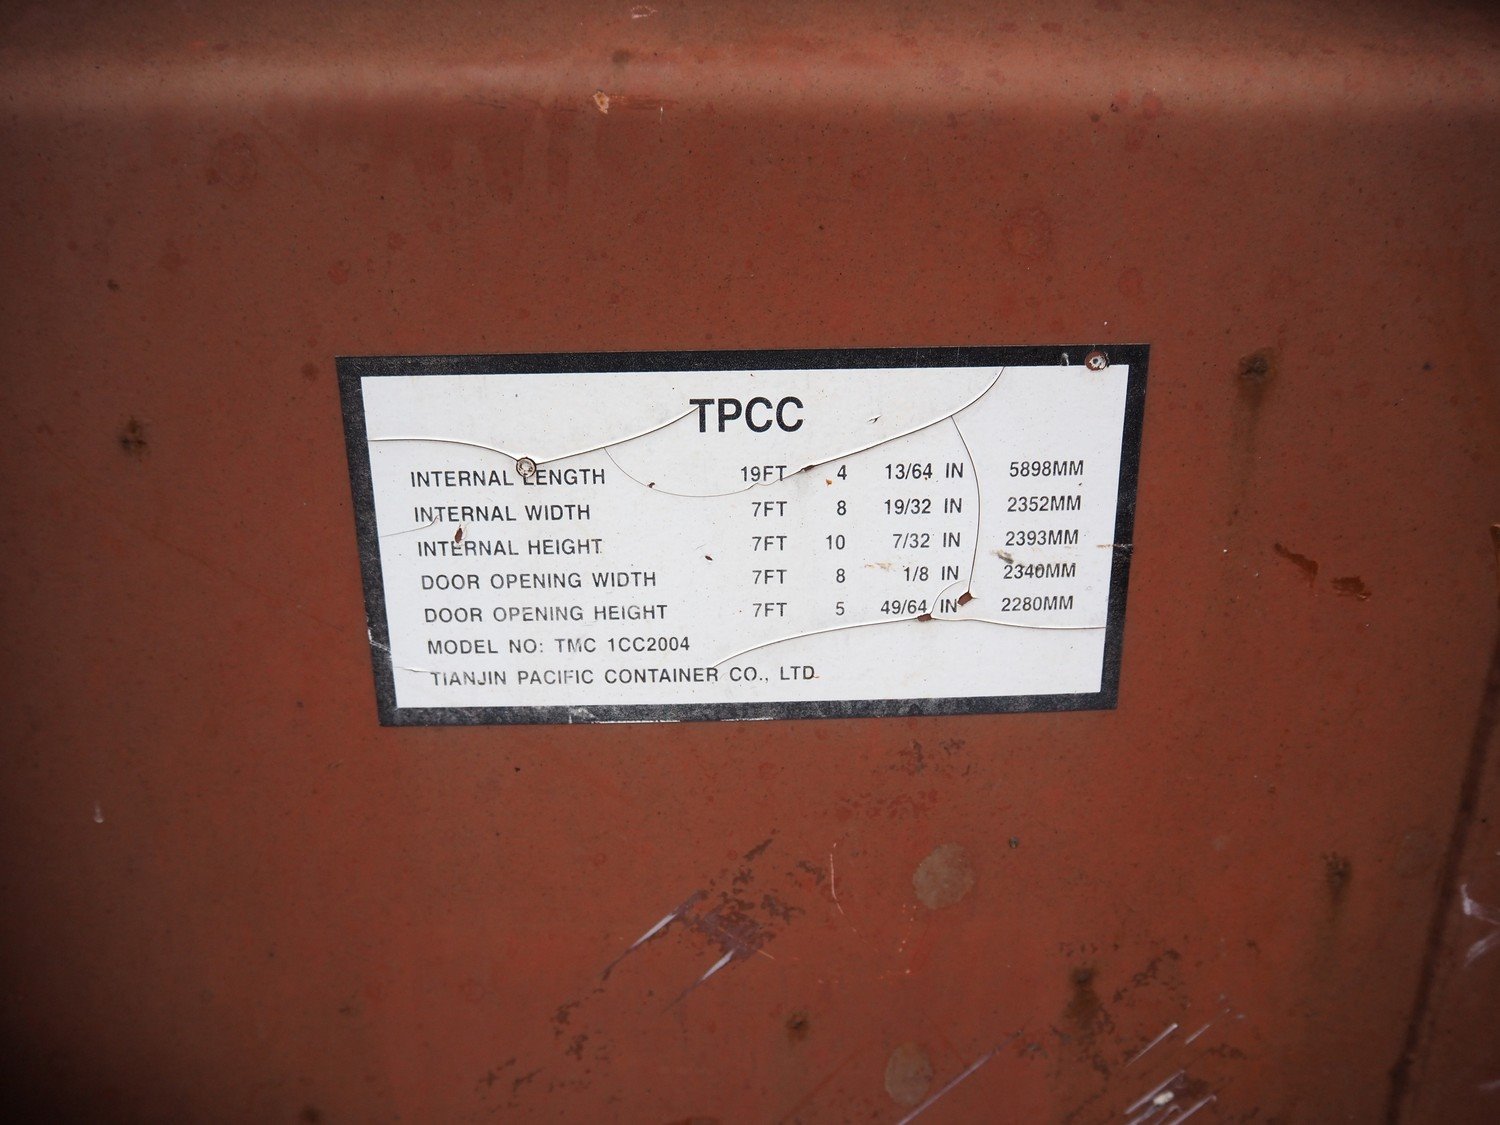 TPCC
INTERNAL LENGTH 19FT 4 13/64 IN 5898MM
INTERNAL WIDTH 7FT 8 19/32 IN 2352MM
INTERNAL HEIGHT 7FT 10 7/32 IN 2393MM
DOOR OPENING WIDTH 7FT 8 1/8 IN 2340MM
DOOR OPENING HEIGHT 7FT 5 49/64 IN 2280MM
MODEL NO: TMC 1CC2004
TIANJIN PACIFIC CONTAINER CO., LTD